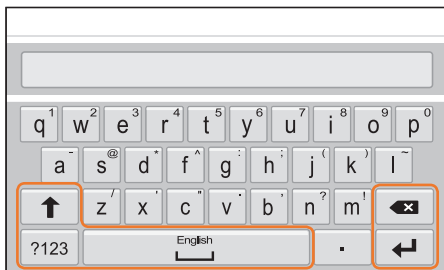 q 1 w 2 e 3 r 4 t 5 y 6 u 7 i 8 o 9 p 0
a - s @ d * f ^ g : h ; j ( k ) l ~
z / x ' c " v · b , n ? m !
?123 English .